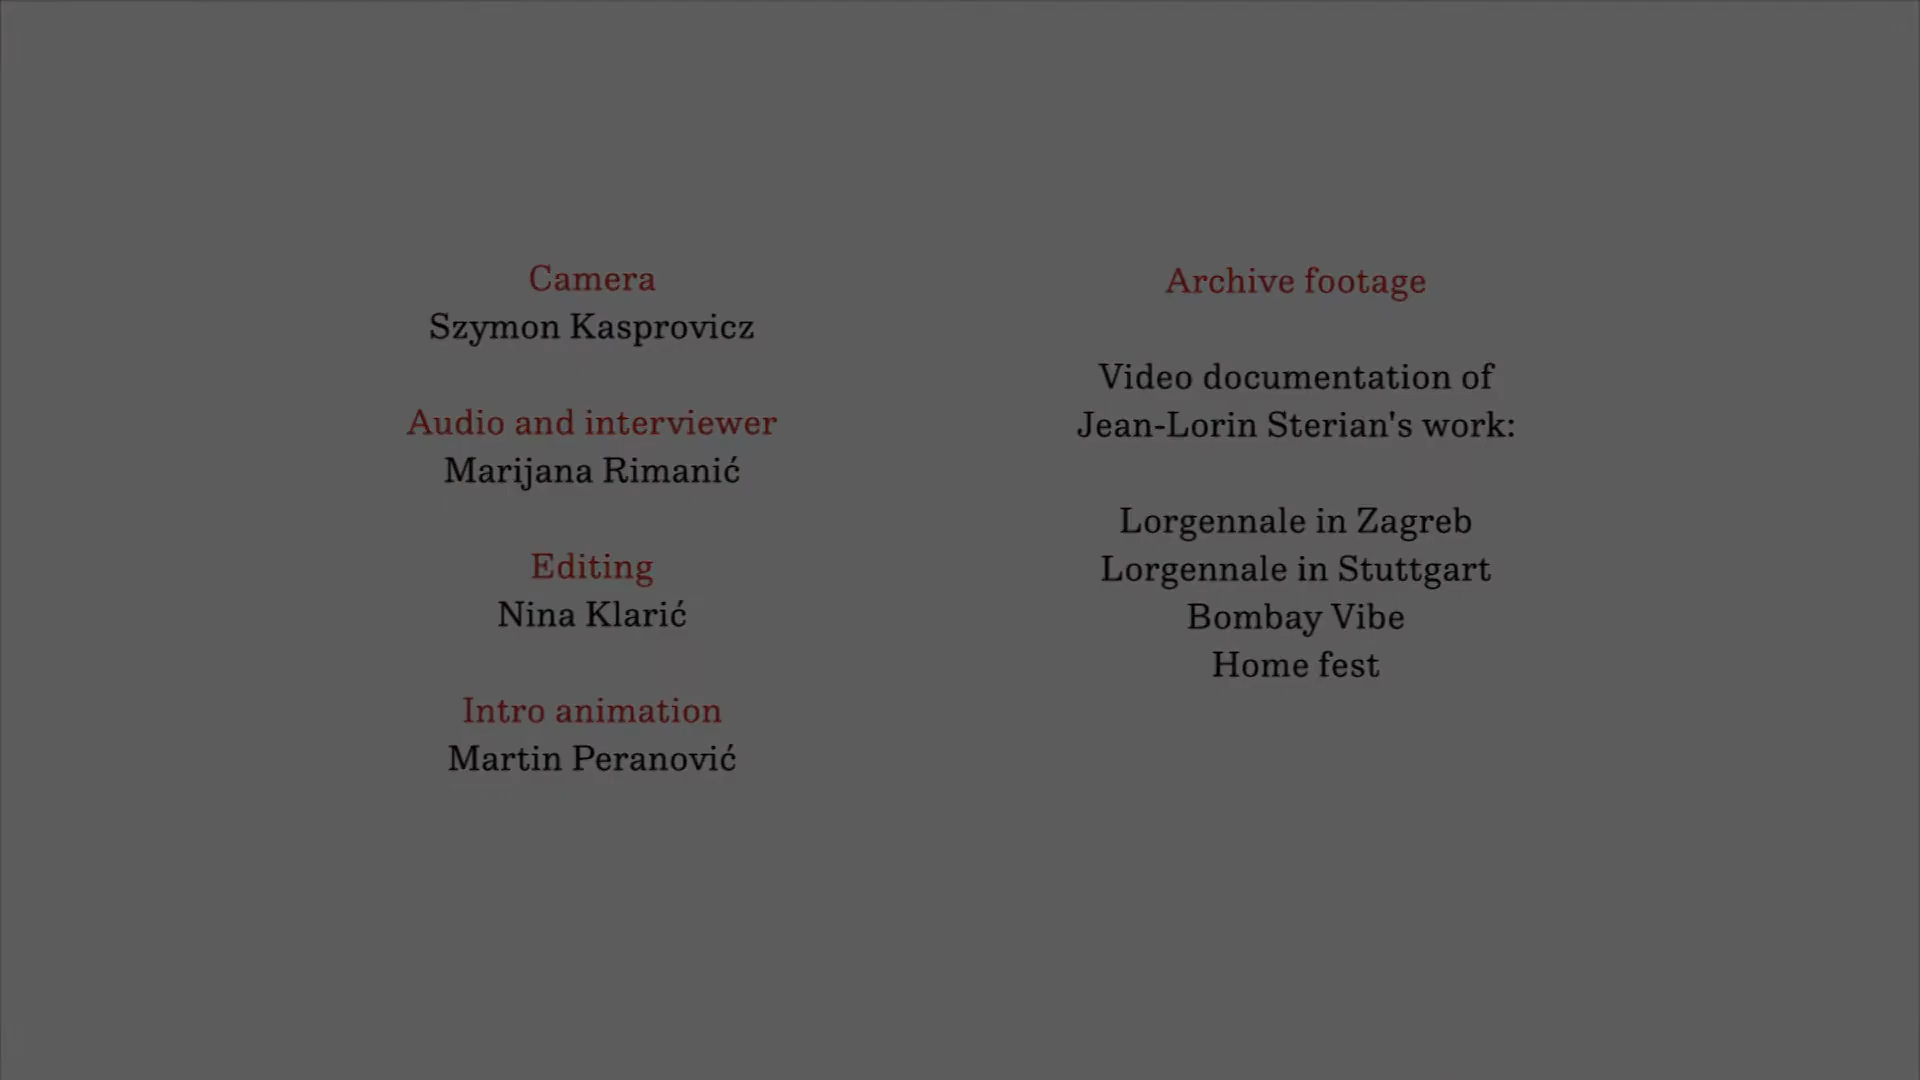 Camera
Szymon Kasprovicz
Audio and interviewer
Marijana Rimanić
Editing
Nina Klarić
Intro animation
Martin Peranović
Archive footage
Video documentation of
Jean-Lorin Sterian's work:
Lorgennale in Zagreb
Lorgennale in Stuttgart
Bombay Vibe
Home fest